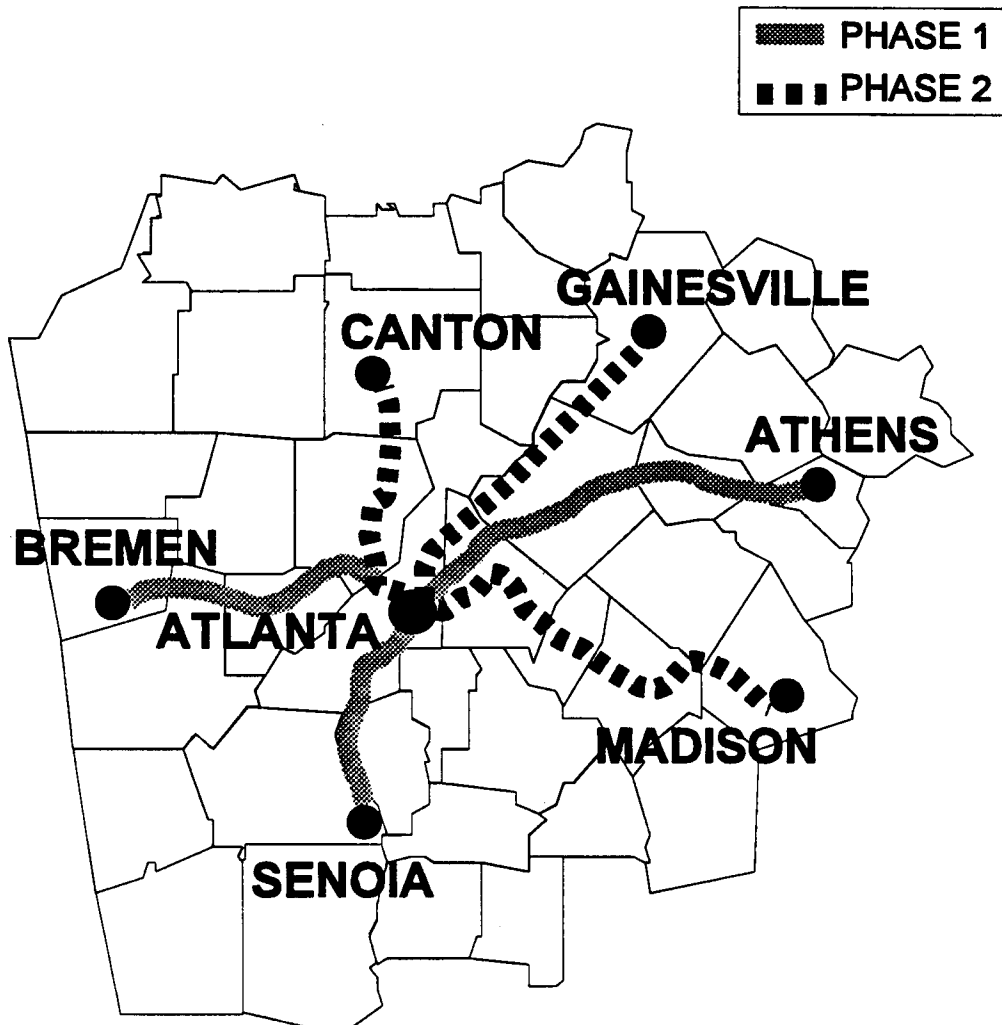 PHASE 1
PHASE 2
GAINESVILLE
CANTON
ATHENS
BREMEN
ATLANTA
MADISON
SENOIA